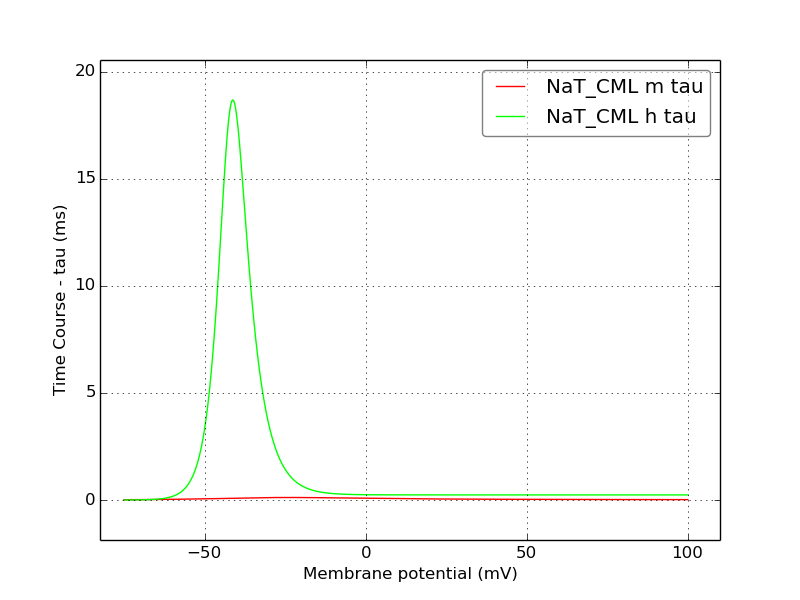 20
15
10
5
0
−50
0
50
100
Time Course - tau (ms)
Membrane potential (mV)
NaT_CML m tau
NaT_CML h tau